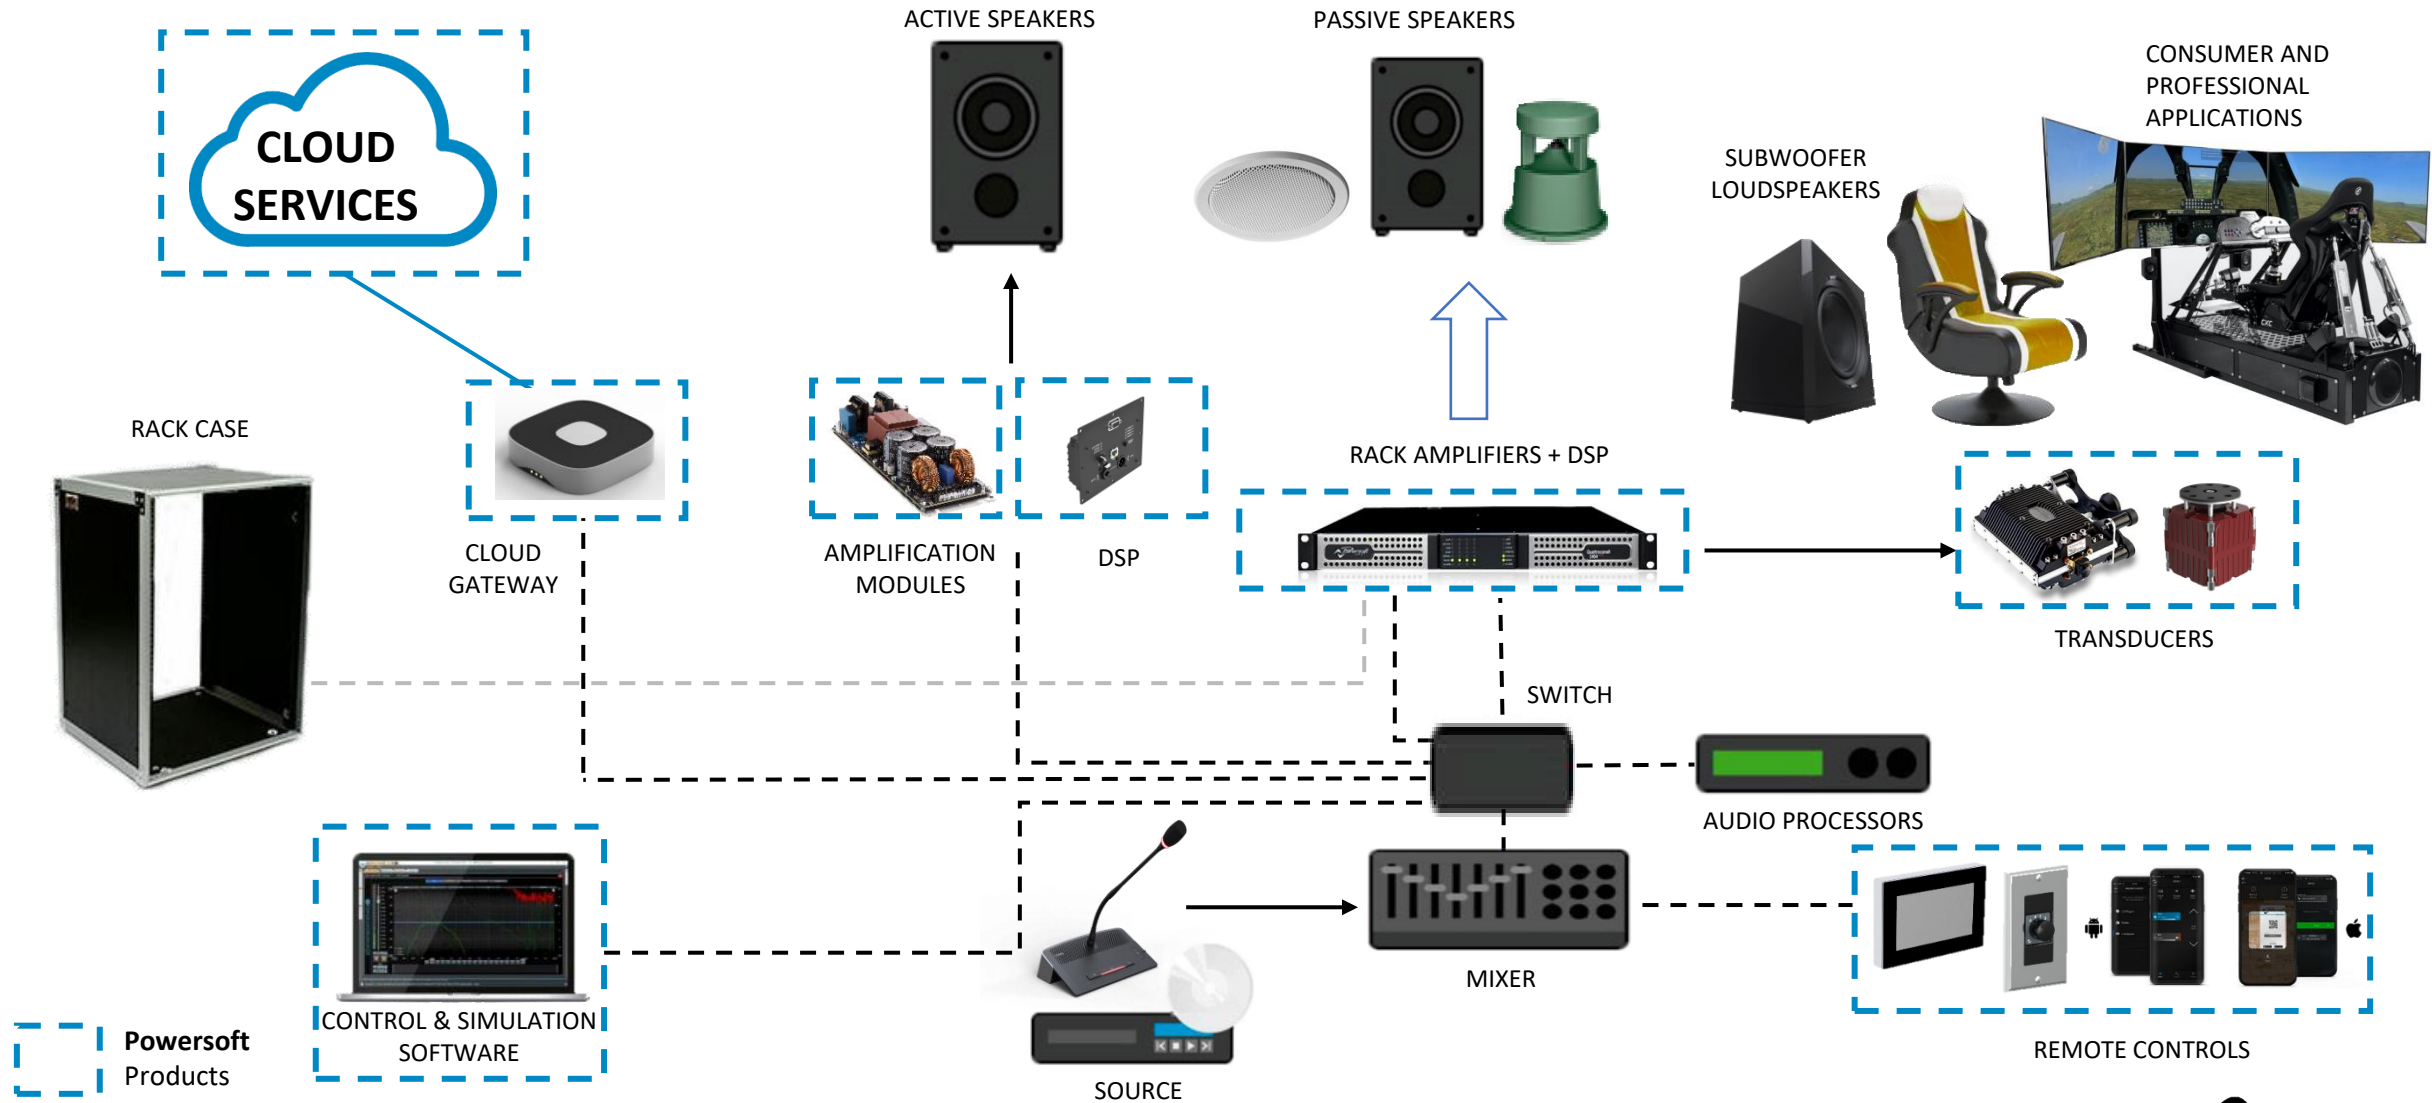 ACTIVE SPEAKERS
PASSIVE SPEAKERS
CONSUMER AND
PROFESSIONAL
APPLICATIONS
CLOUD
SERVICES
SUBWOOFER
LOUDSPEAKERS
RACK CASE
RACK AMPLIFIERS + DSP
CLOUD
GATEWAY
AMPLIFICATION
MODULES
DSP
TRANSDUCERS
SWITCH
AUDIO PROCESSORS
MIXER
CONTROL & SIMULATION
SOFTWARE
REMOTE CONTROLS
SOURCE
Powersoft
Products